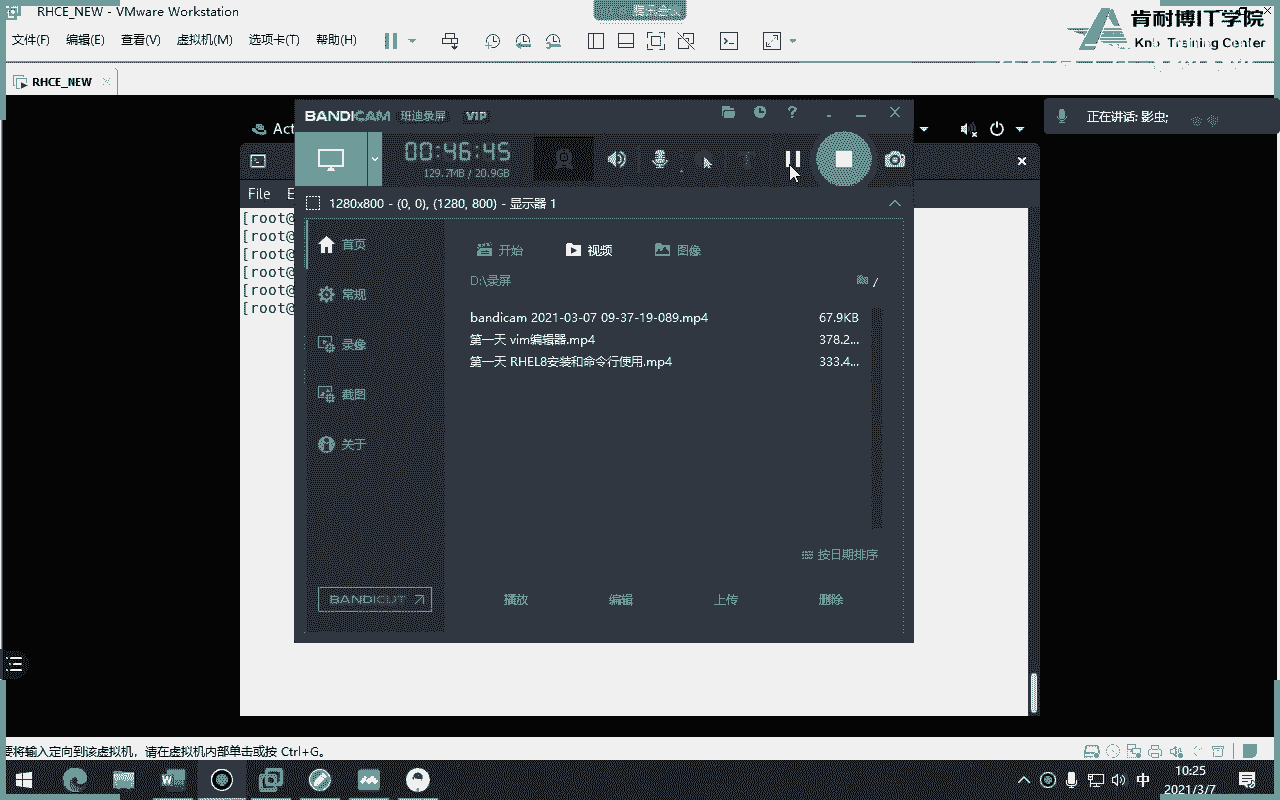 RHCE_NEW - VMware Workstation
肯耐博IT学院
文件(F) 编辑(E) 查看(V) 虚拟机(M) 选项卡(T) 帮助(H)
Training Center
RHCE_NEW
BANDICAM 班迪录屏 VIP
正在讲话: 影虫;
Act
00:46:45
129.7MB / 20.9GB
File E
1280x800 - (0, 0), (1280, 800) - 显示器 1
[root@
[root@
[root@
[root@
[root@
[root@
首页
常规
录像
截图
关于
开始 视频 图像
D:\录屏
bandicam 2021-03-07 09-37-19-089.mp4 67.9KB
第一天 vim编辑器.mp4 378.2...
第一天 RHEL8安装和命令行使用.mp4 333.4...
按日期排序
BANDICUT
播放 编辑 上传 删除
要将输入定向到该虚拟机，请在虚拟机内部单击或按 Ctrl+G。
中
10:25
2021/3/7